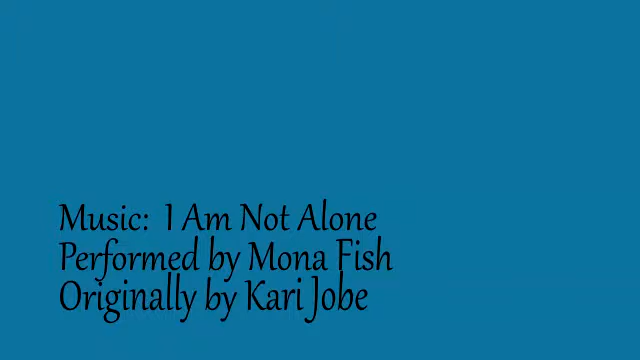 Music: I Am Not Alone
Performed by Mona Fish
Originally by Kari Jobe